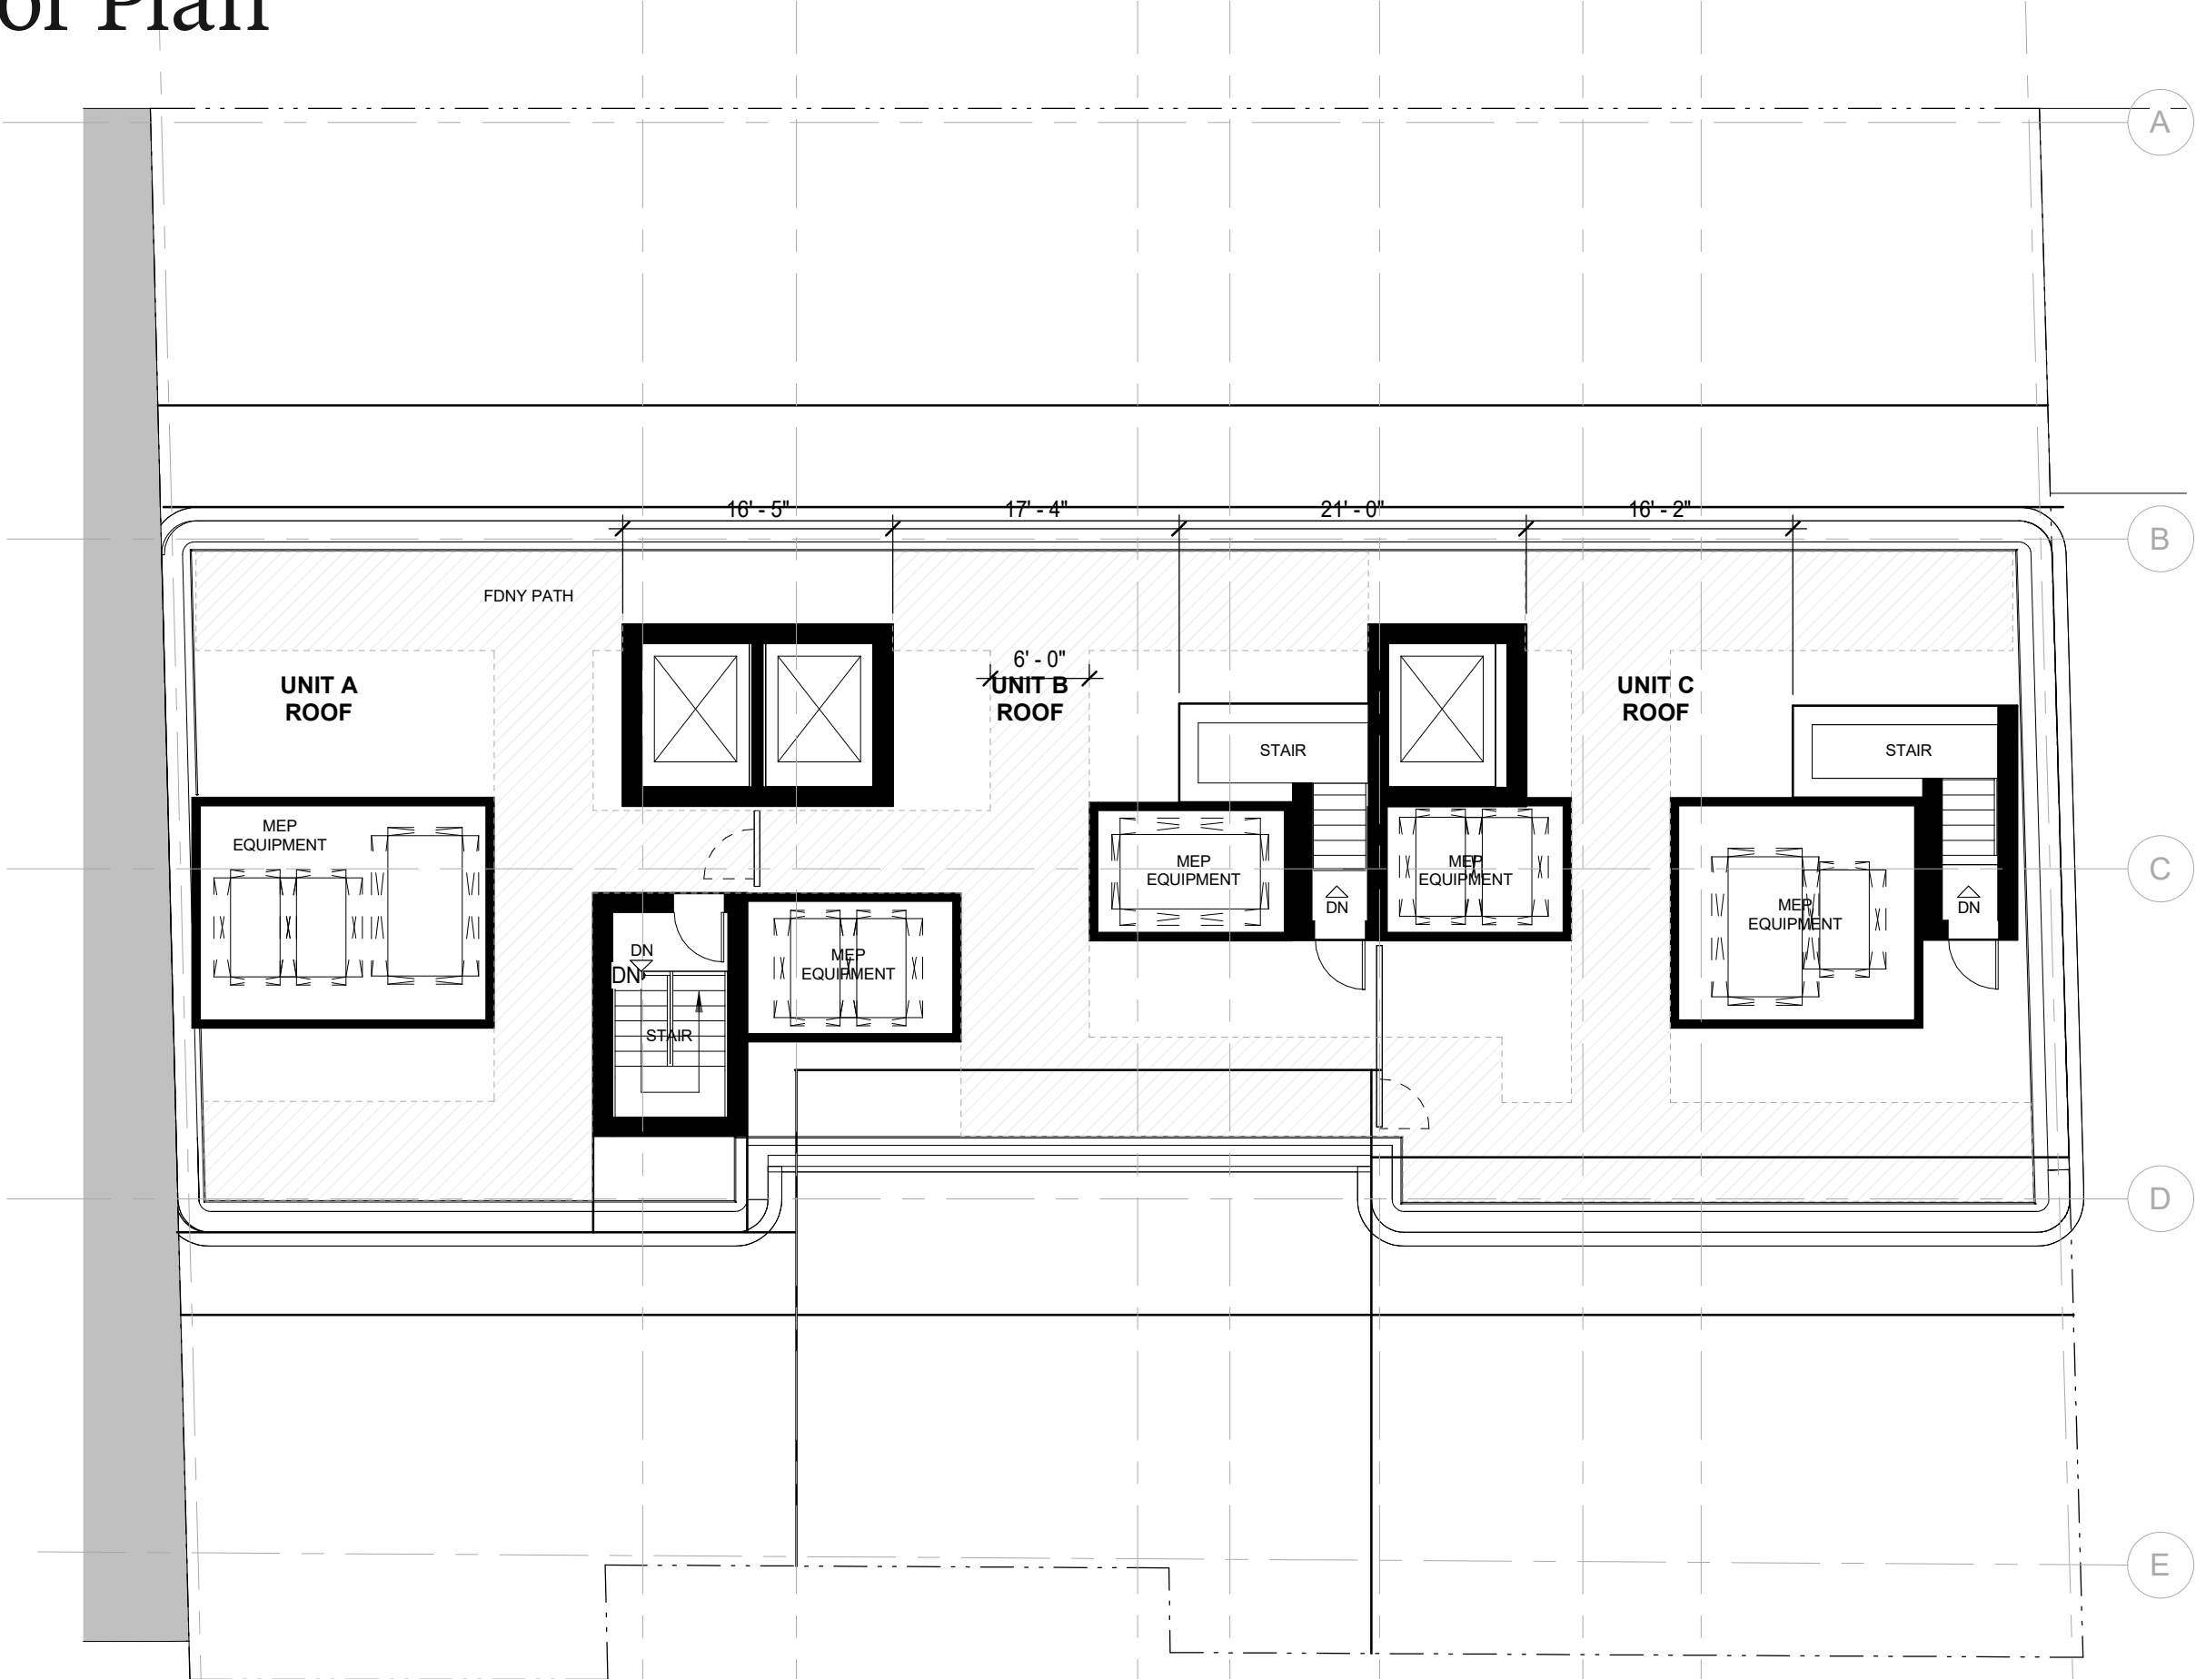 or Plan
A
16' - 5"
17' - 4"
21' - 0"
16' - 2"
B
FDNY PATH
6' - 0"
UNIT A
ROOF
UNIT B
ROOF
UNIT C
ROOF
STAIR
STAIR
MEP
EQUIPMENT
MEP
EQUIPMENT
MEP
EQUIPMENT
C
DN
MEP
EQUIPMENT
DN
DN
DN
MEP
EQUIPMENT
STAIR
D
E